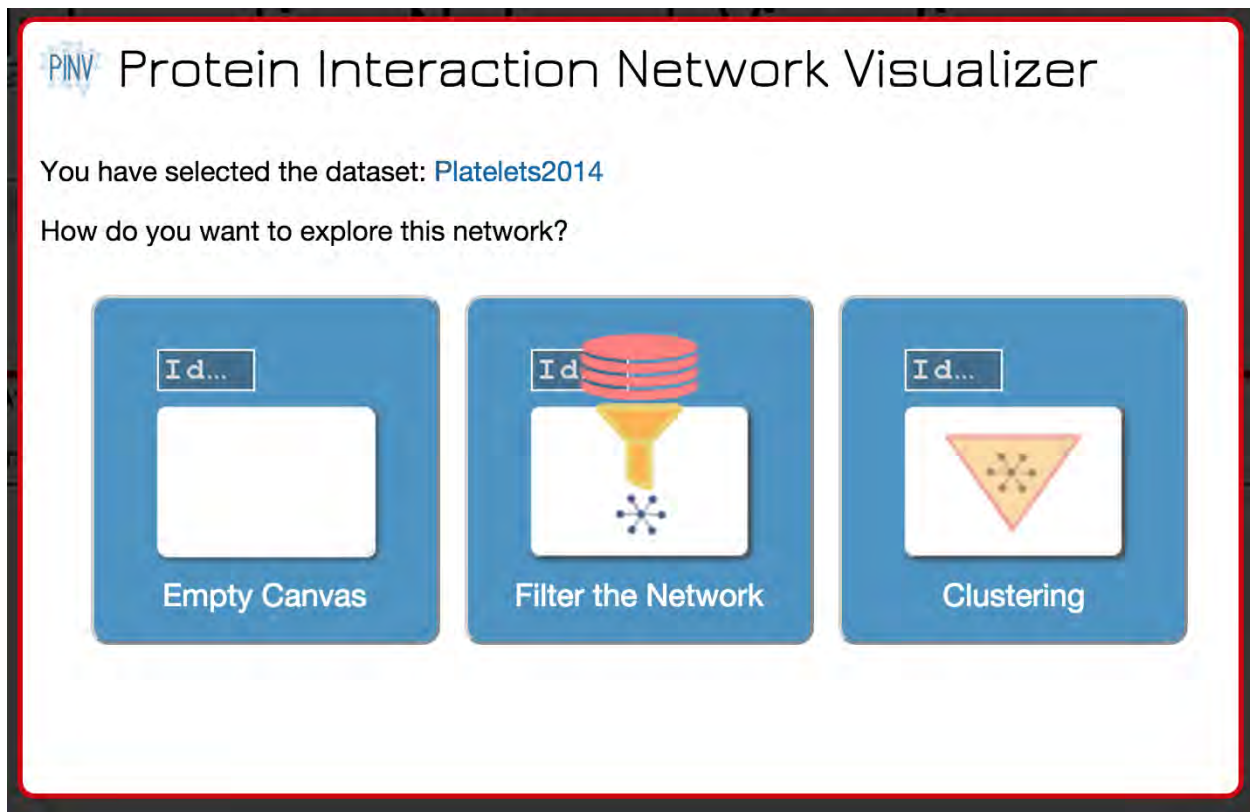 PINV Protein Interaction Network Visualizer
You have selected the dataset: Platelets2014
How do you want to explore this network?
Id...
Id
Id...
Empty Canvas
Filter the Network
Clustering